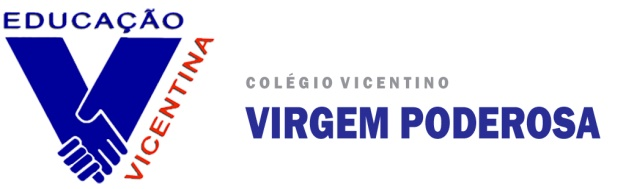 EDUCAÇÃO
VICENTINA
COLÉGIO VICENTINO
VIRGEM PODEROSA